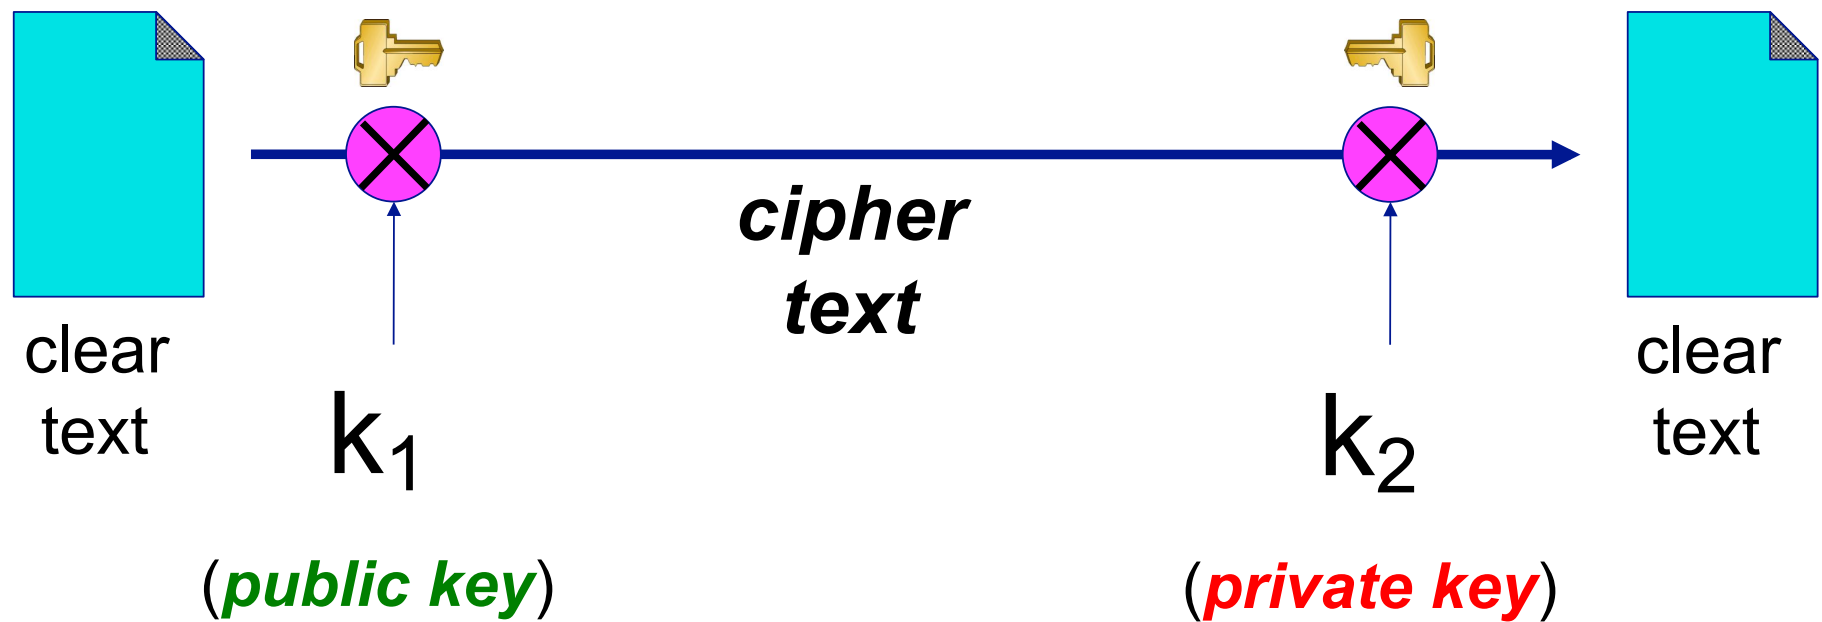 cipher
text
clear
text
clear
text
k1
k2
(public key)
(private key)